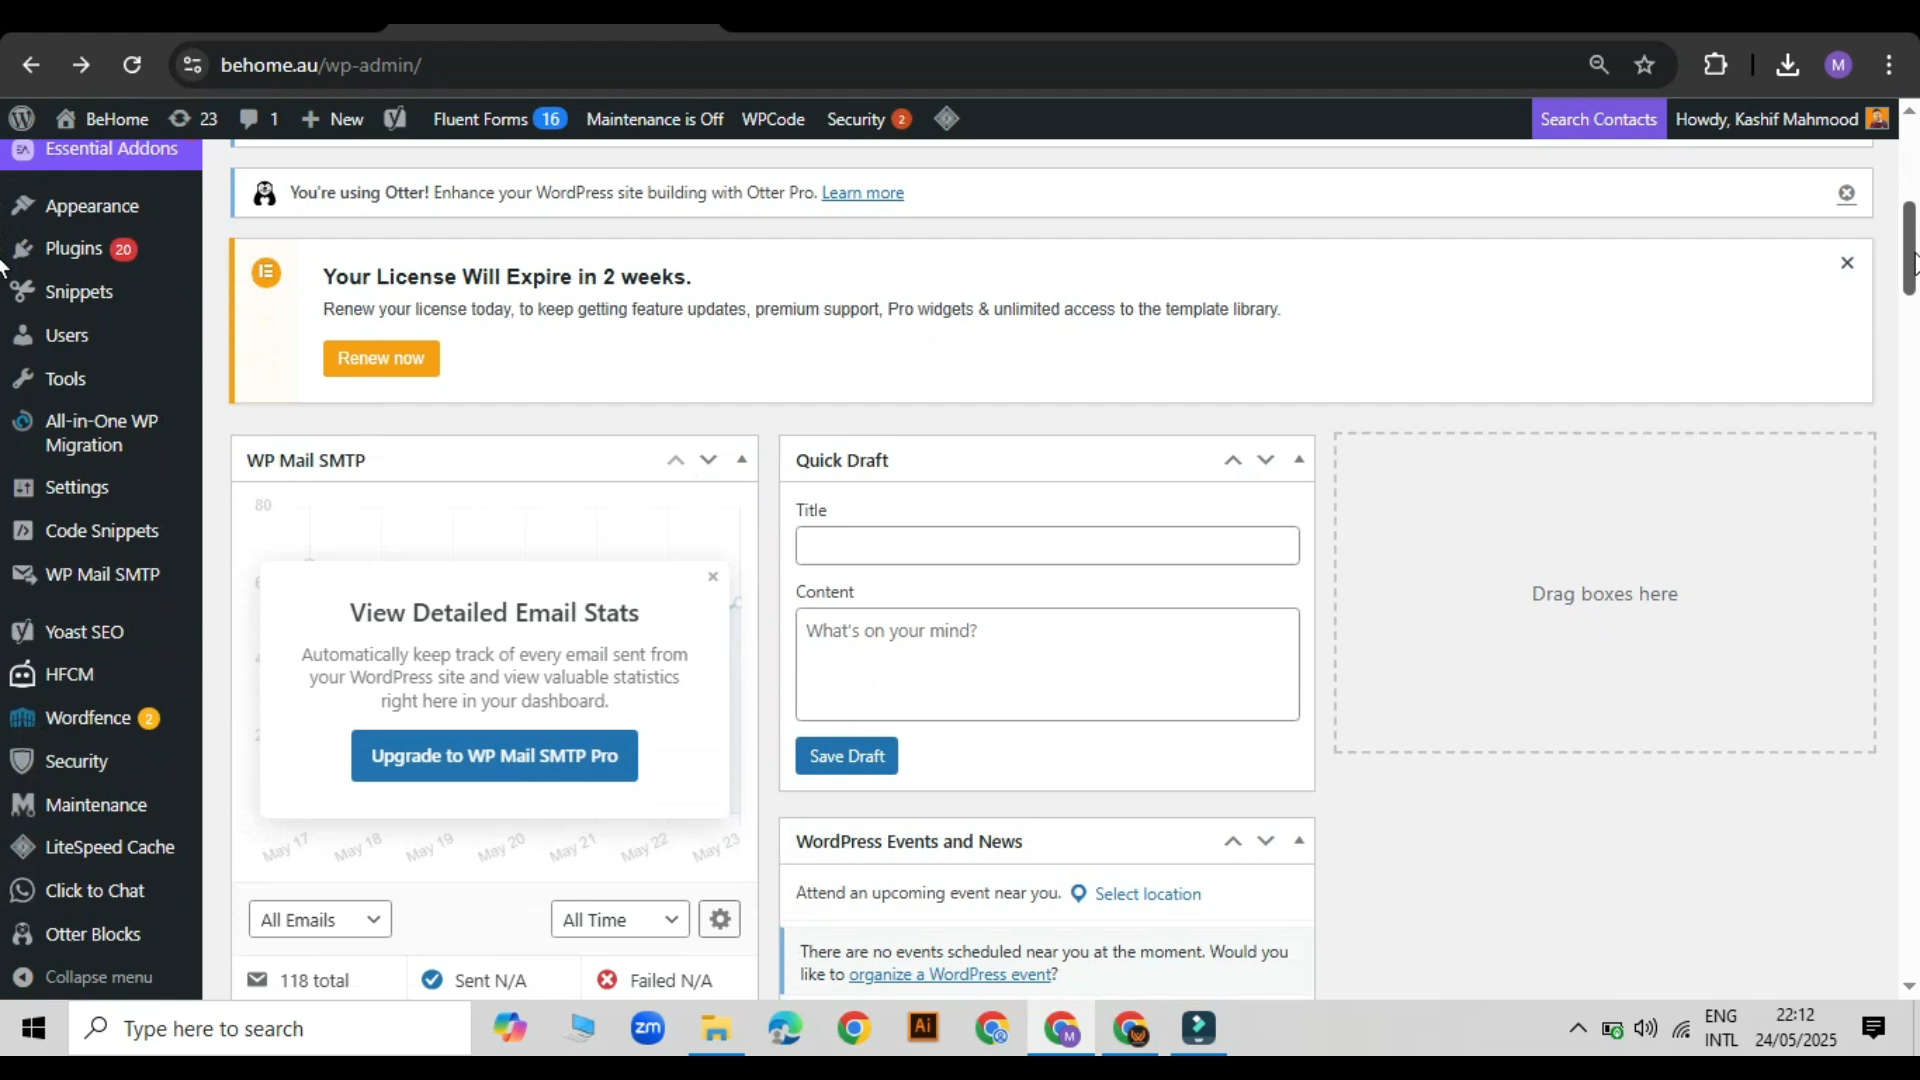 behome.au/wp-admin/
M
BeHome 23 1 New Fluent Forms 16 Maintenance is Off WPCode Security 2 Search Contacts Howdy, Kashif Mahmood
Essential Addons
Appearance
Plugins 20
Snippets
Users
Tools
All-in-One WP
Migration
Settings
Code Snippets
WP Mail SMTP
Yoast SEO
HFCM
Wordfence 2
Security
Maintenance
LiteSpeed Cache
Click to Chat
Otter Blocks
Collapse menu
You're using Otter! Enhance your WordPress site building with Otter Pro. Learn more
Your License Will Expire in 2 weeks.
Renew your license today, to keep getting feature updates, premium support, Pro widgets & unlimited access to the template library.
Renew now
WP Mail SMTP
80
View Detailed Email Stats
Automatically keep track of every email sent from
your WordPress site and view valuable statistics
right here in your dashboard.
Upgrade to WP Mail SMTP Pro
May 17 May 18 May 19 May 20 May 21 May 22 May 23
All Emails All Time
118 total Sent N/A Failed N/A
Quick Draft
Title
Content
What's on your mind?
Save Draft
WordPress Events and News
Attend an upcoming event near you. Select location
There are no events scheduled near you at the moment. Would you
like to organize a WordPress event?
Drag boxes here
Type here to search
zm
Ai
M
ENG
INTL
22:12
24/05/2025